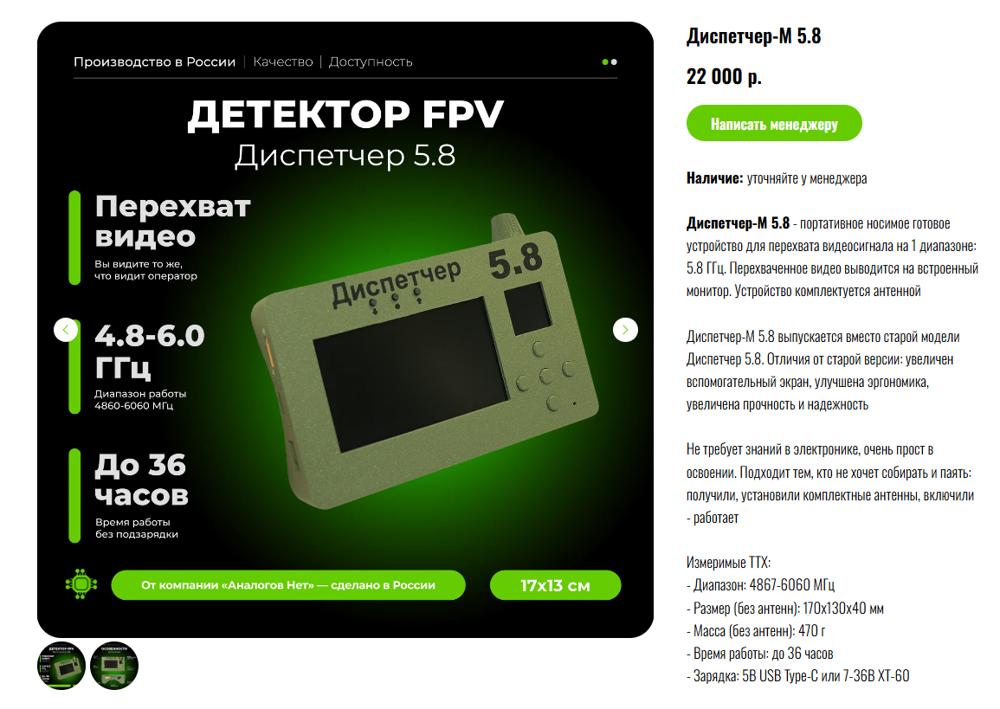 Производство в России | Качество | Доступность
ДЕТЕКТОР FPV
Диспетчер 5.8
Перехват
видео
Вы видите то же,
что видит оператор
4.8-6.0
ГГц
Диапазон работы
4860-6060 МГц
До 36
часов
Время работы
без подзарядки
Диспетчер 5.8
От компании «Аналогов Нет» — сделано в России
17x13 см
Диспетчер-М 5.8
22 000 р.
Написать менеджеру
Наличие: уточняйте у менеджера
Диспетчер-М 5.8 - портативное носимое готовое
устройство для перехвата видеосигнала на 1 диапазоне:
5.8 ГГц. Перехваченное видео выводится на встроенный
монитор. Устройство комплектуется антенной
Диспетчер-М 5.8 выпускается вместо старой модели
Диспетчер 5.8. Отличия от старой версии: увеличен
вспомогательный экран, улучшена эргономика,
увеличена прочность и надежность
Не требует знаний в электронике, очень прост в
освоении. Подходит тем, кто не хочет собирать и паять:
получили, установили комплектные антенны, включили
- работает
Измеримые ТТХ:
- Диапазон: 4867-6060 МГц
- Размер (без антенн): 170x130x40 мм
- Масса (без антенн): 470 г
- Время работы: до 36 часов
- Зарядка: 5В USB Type-C или 7-36В XT-60